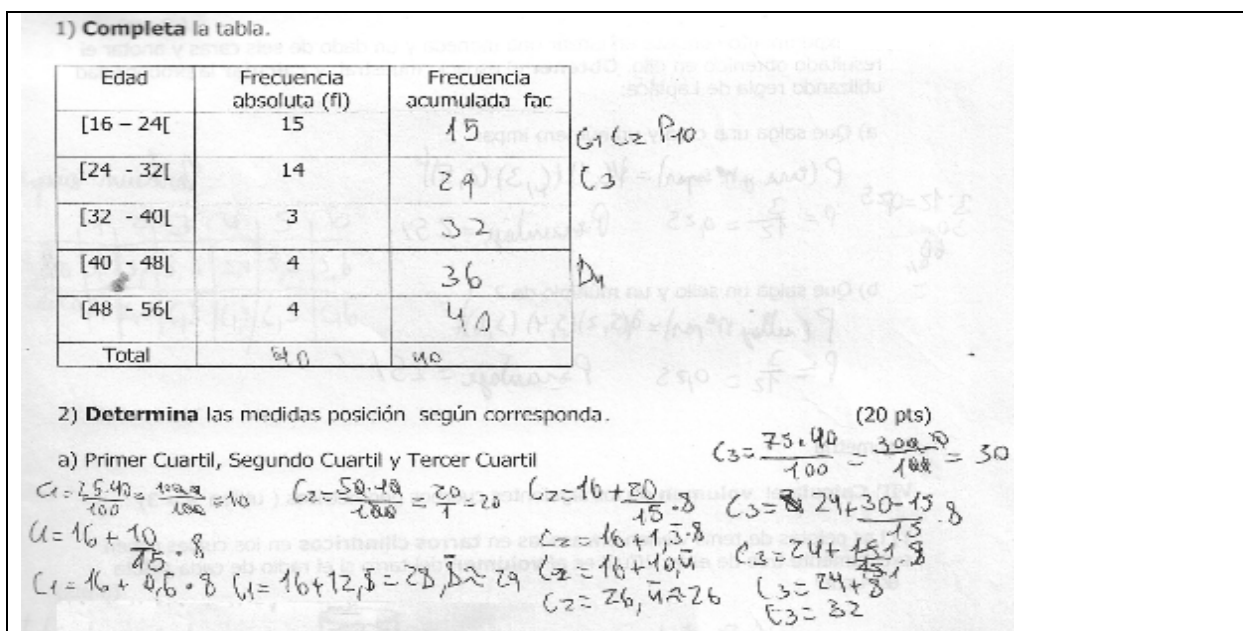 1) Completa la tabla.
Edad Frecuencia absoluta (fi) Frecuencia acumulada fac
[16 – 24[ 15 15 C1 C2 P10
[24 - 32[ 14 29 C3
[32 - 40[ 3 32
[40 - 48[ 4 36 D4
[48 - 56[ 4 40
Total 40 40
2) Determina las medidas posición según corresponda. (20 pts)
a) Primer Cuartil, Segundo Cuartil y Tercer Cuartil
C3= 75.40/100 = 3000/100 = 30
C1= 25.40/100 = 1000/100 = 10 C2= 50.40/100 = 20/1 = 20 C2= 16+20/15.8 C3= 24+30-15/15.8
C1= 16+ 10/15.8 C2= 16+1,3.8 C3= 24+15/15.8
C1= 16+ 0,6.8 C1= 16+12,8 = 28,8≈29 C2= 16+10,4 C3= 24+8
C2= 26,4≈26 C3= 32